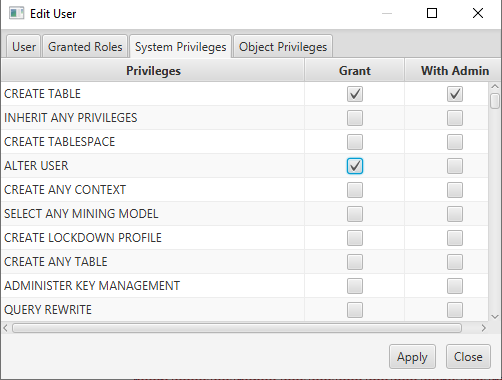 Edit User
User Granted Roles System Privileges Object Privileges
Privileges Grant With Admin
CREATE TABLE
INHERIT ANY PRIVILEGES
CREATE TABLESPACE
ALTER USER
CREATE ANY CONTEXT
SELECT ANY MINING MODEL
CREATE LOCKDOWN PROFILE
CREATE ANY TABLE
ADMINISTER KEY MANAGEMENT
QUERY REWRITE
Apply Close